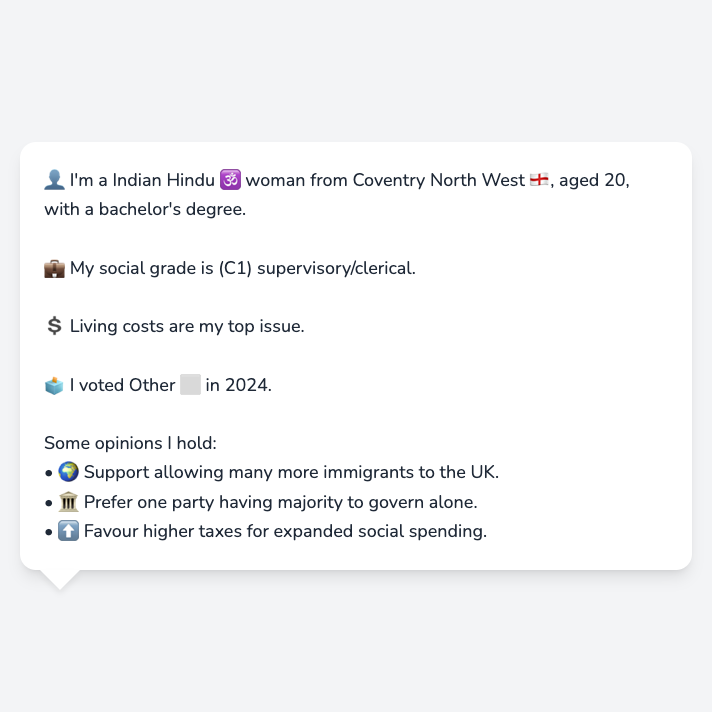 👤 I'm a Indian Hindu 🕉️ woman from Coventry North West 🏴󠁧󠁢󠁥󠁮󠁧󠁿, aged 20,
with a bachelor's degree.
💼 My social grade is (C1) supervisory/clerical.
💲 Living costs are my top issue.
🗳️ I voted Other ⬜ in 2024.
Some opinions I hold:
• 🌍 Support allowing many more immigrants to the UK.
• 🏛️ Prefer one party having majority to govern alone.
• ⬆️ Favour higher taxes for expanded social spending.